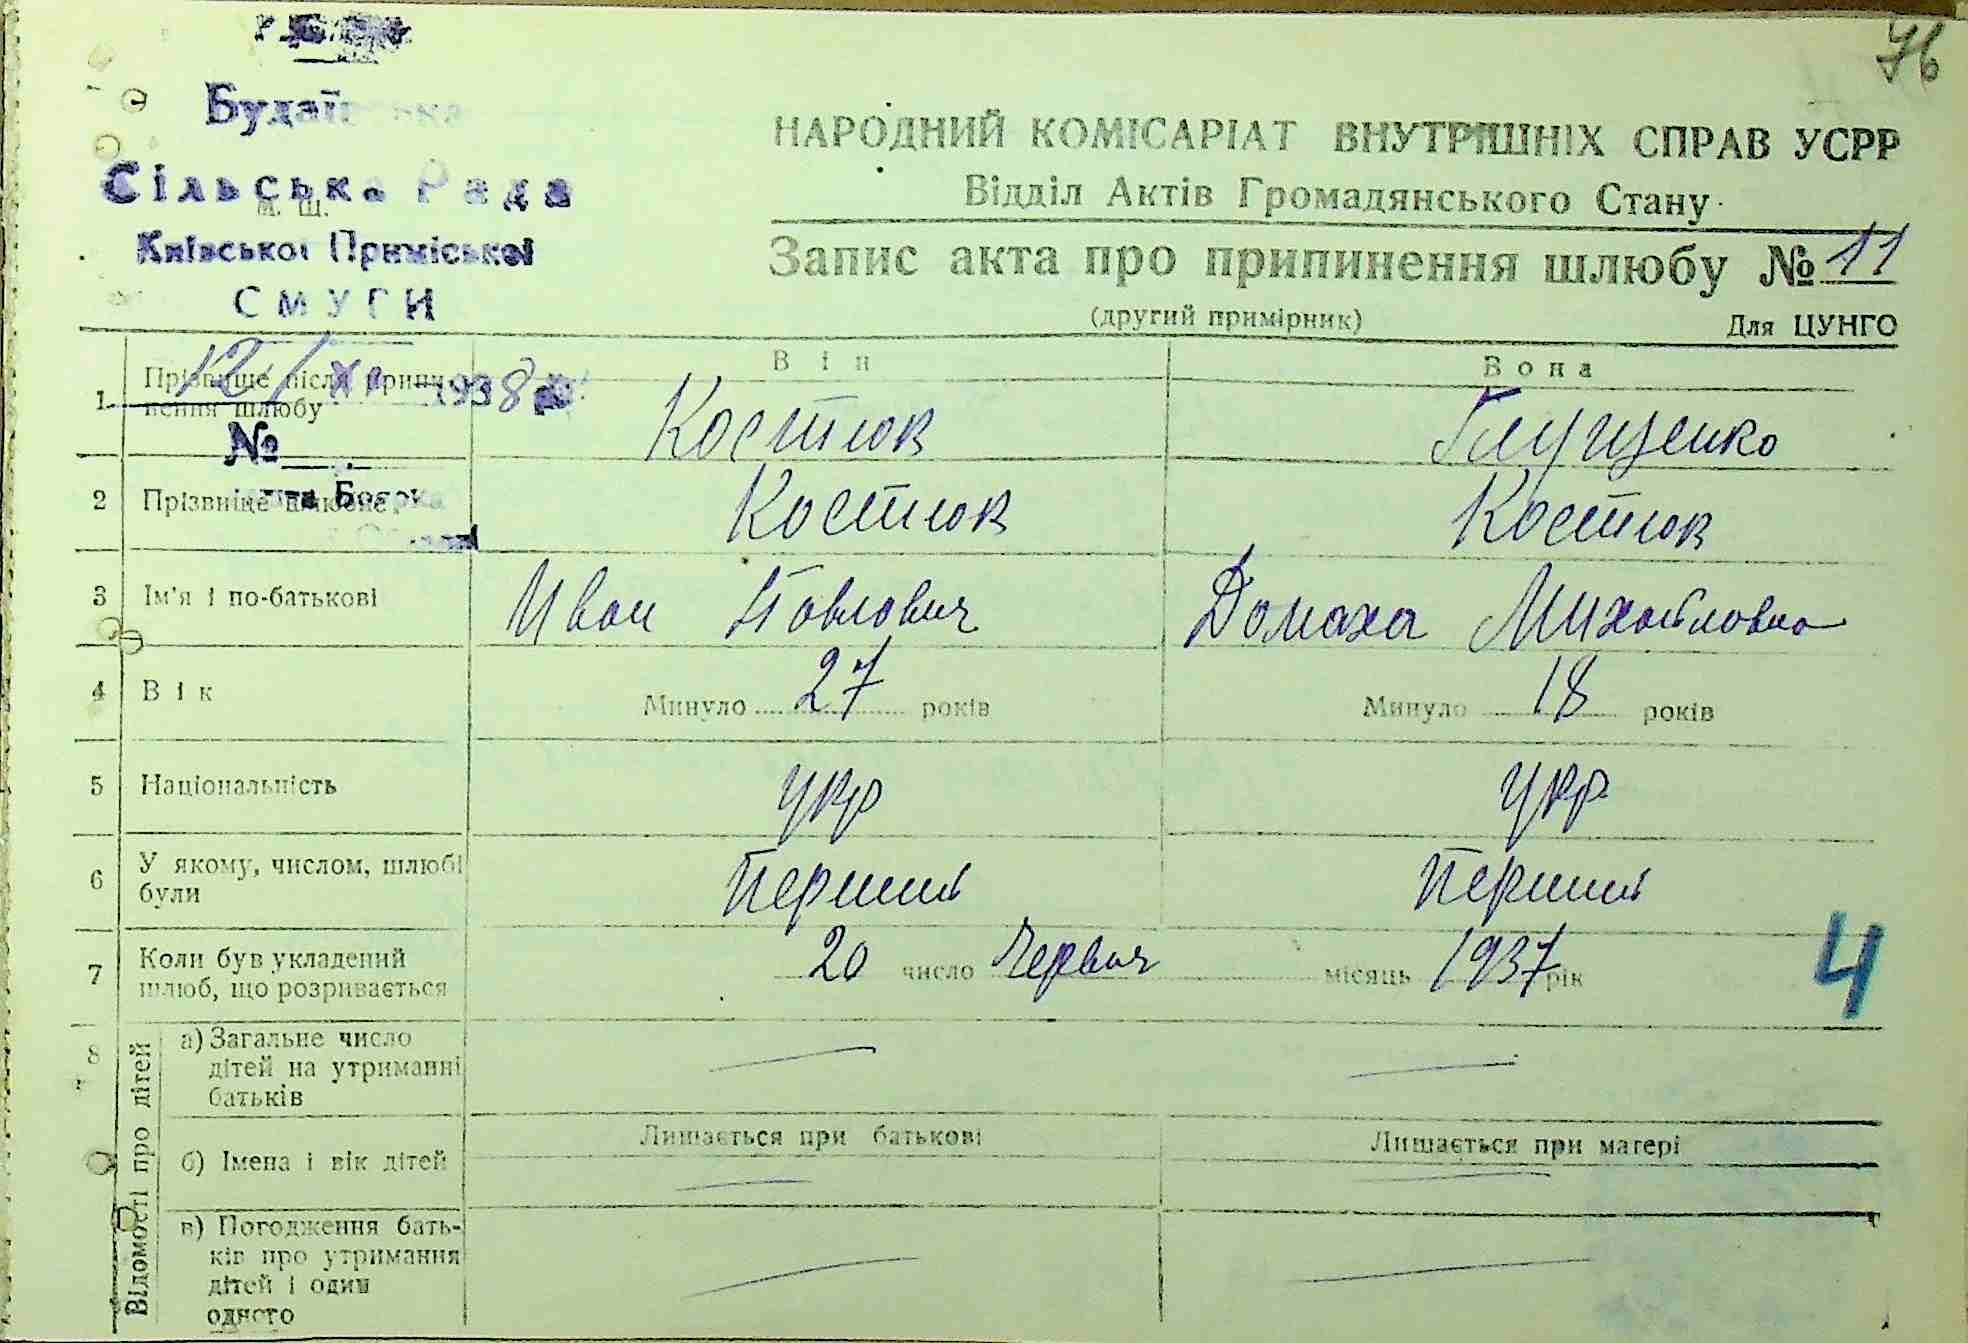 76
Сільська Рада
м. ш.
Київської Приміської
СМУГИ
НАРОДНИЙ КОМІСАРІАТ ВНУТРІШНІХ СПРАВ УСРР
Відділ Актів Громадянського Стану
Запис акта про припинення шлюбу № 11
(другий примірник)
Для ЦУНГО
12/XI 1938
№
Він
Вона
1 Прізвище після припинення шлюбу
Костюк
Глущенко
2 Прізвище шлюбне
Костюк
Костюк
3 Ім'я і по-батькові
Иван Павлович
Домаха Михайловна
4 Вік
Минуло 27 років
Минуло 18 років
5 Національність
укр
укр
6 У якому, числом, шлюбі
були
Перший
Перший
7 Коли був укладений
шлюб, що розривається
20 число Червня місяць 1937 рік
4
8 Відомості про дітей
а) Загальне число
дітей на утриманні
батьків
б) Імена і вік дітей
Лишається при батькові
Лишається при матері
в) Погодження бать-
ків про утримання
дітей і один
одного